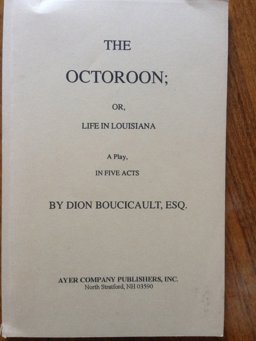 THE
OCTOROON;
OR,
LIFE IN LOUISIANA
A Play,
IN FIVE ACTS
BY DION BOUCICAULT, ESQ.
AYER COMPANY PUBLISHERS, INC.
North Stratford, NH 03590